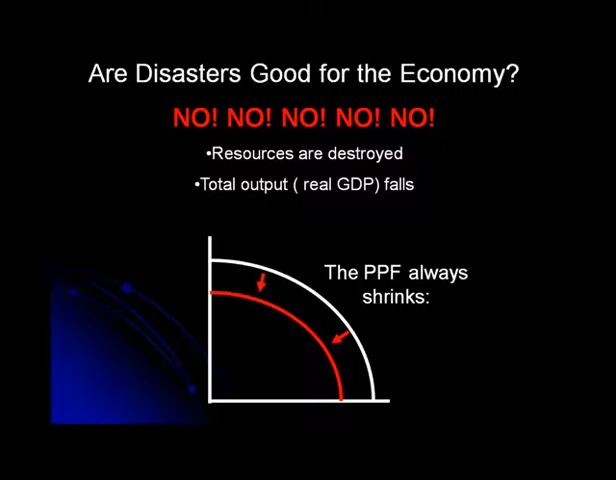 Are Disasters Good for the Economy?
NO! NO! NO! NO! NO!
•Resources are destroyed
•Total output ( real GDP) falls
The PPF always
shrinks: